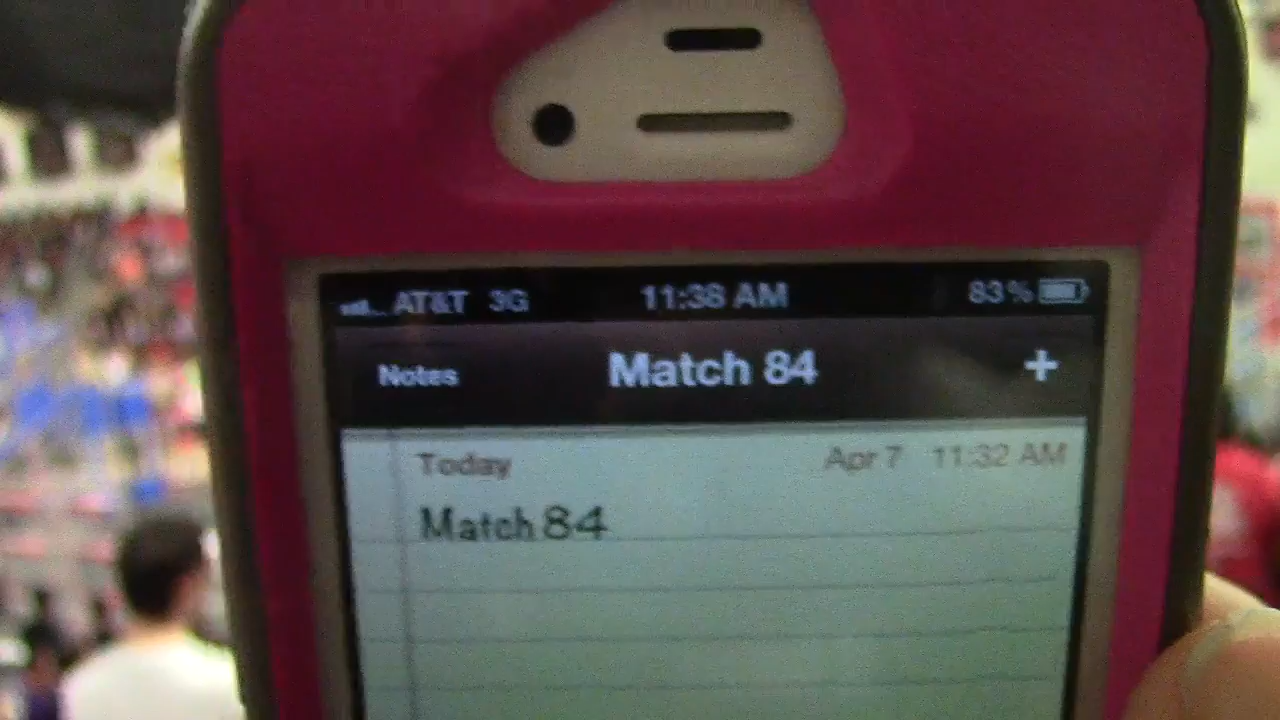 AT&T 3G 11:38 AM 83%
Notes Match 84 +
Today Apr 7 11:32 AM
Match 84